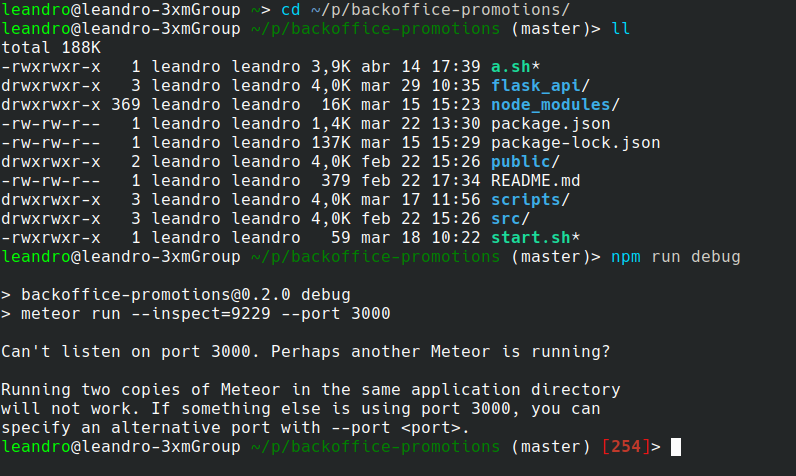 leandro@leandro-3xmGroup ~> cd ~/p/backoffice-promotions/
leandro@leandro-3xmGroup ~/p/backoffice-promotions (master)> ll
total 188K
-rwxrwxr-x   1 leandro leandro 3,9K abr 14 17:39 a.sh*
drwxrwxr-x   3 leandro leandro 4,0K mar 29 10:35 flask_api/
drwxrwxr-x 369 leandro leandro  16K mar 15 15:23 node_modules/
-rw-rw-r--   1 leandro leandro 1,4K mar 22 13:30 package.json
-rw-rw-r--   1 leandro leandro 137K mar 15 15:29 package-lock.json
drwxrwxr-x   2 leandro leandro 4,0K feb 22 15:26 public/
-rw-rw-r--   1 leandro leandro  379 feb 22 17:34 README.md
drwxrwxr-x   3 leandro leandro 4,0K mar 17 11:56 scripts/
drwxrwxr-x   3 leandro leandro 4,0K feb 22 15:26 src/
-rwxrwxr-x   1 leandro leandro   59 mar 18 10:22 start.sh*
leandro@leandro-3xmGroup ~/p/backoffice-promotions (master)> npm run debug
> backoffice-promotions@0.2.0 debug
> meteor run --inspect=9229 --port 3000
Can't listen on port 3000. Perhaps another Meteor is running?
Running two copies of Meteor in the same application directory
will not work. If something else is using port 3000, you can
specify an alternative port with --port <port>.
leandro@leandro-3xmGroup ~/p/backoffice-promotions (master) [254]>